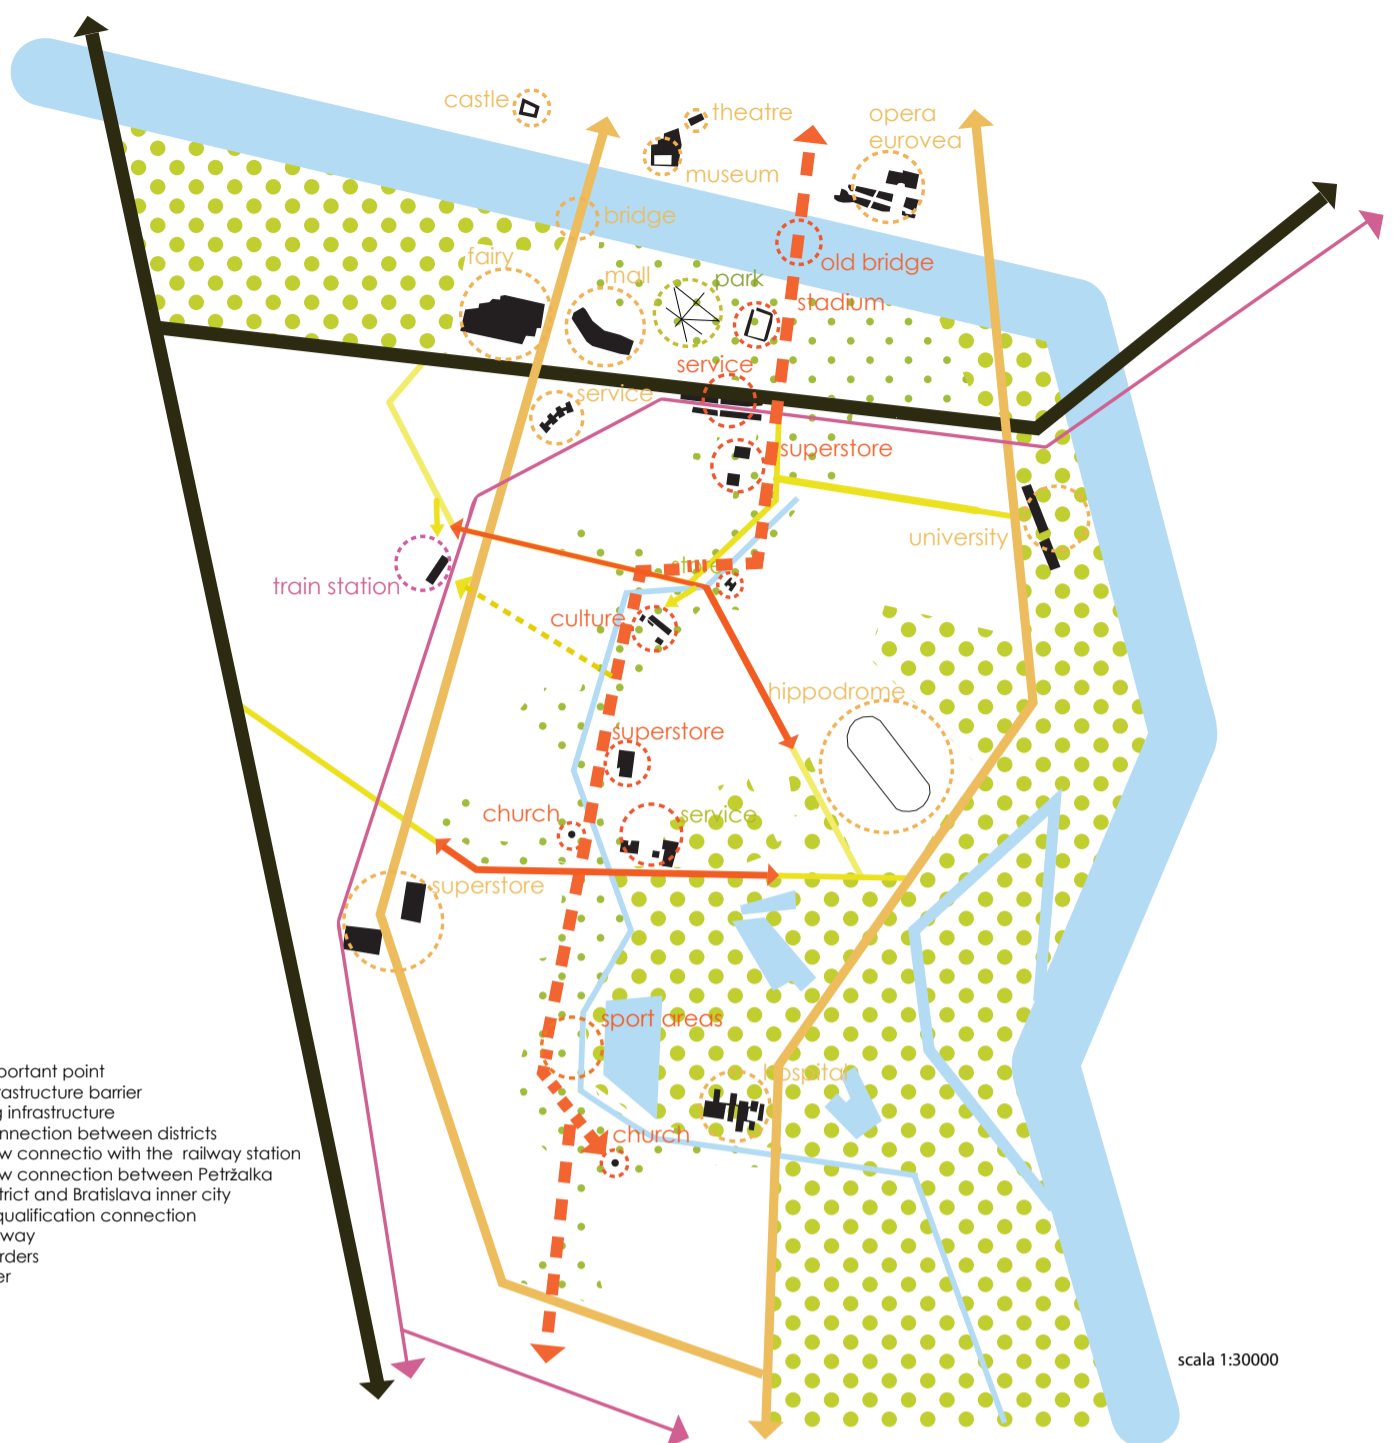 castle
theatre
opera
eurovea
museum
bridge
old bridge
fairy
mall
park
stadium
service
service
superstore
university
train station
store
culture
hippodrome
superstore
church
service
superstore
sport areas
hospital
church
portant point
rastructure barrier
g infrastructure
nnection between districts
w connectio with the railway station
w connection between Petržalka
trict and Bratislava inner city
qualification connection
way
rders
er
scala 1:30000